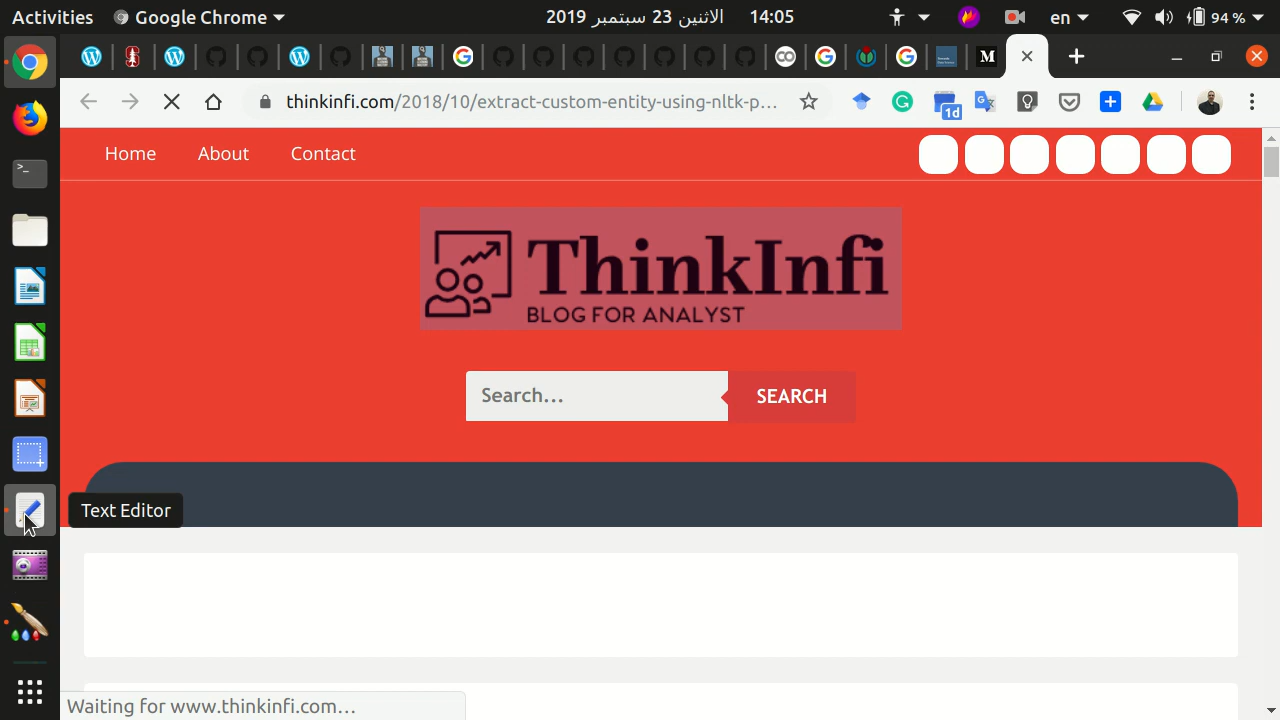 Activities Google Chrome الاثنين 23 سبتمبر 2019 14:05 en 94 %
thinkinfi.com/2018/10/extract-custom-entity-using-nltk-p...
1d
Home About Contact
ThinkInfi
BLOG FOR ANALYST
Search... SEARCH
Text Editor
Waiting for www.thinkinfi.com...